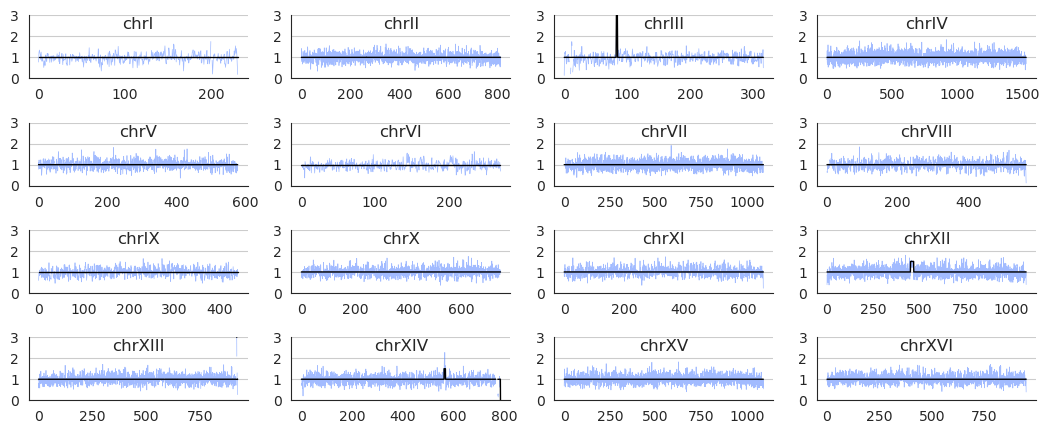 chrI chrII chrIII chrIV
3 3 3 3
2 2 2 2
1 1 1 1
0 0 0 0
0 100 200 0 200 400 600 800 0 100 200 300 0 500 1000 1500
chrV chrVI chrVII chrVIII
3 3 3 3
2 2 2 2
1 1 1 1
0 0 0 0
0 200 400 600 0 100 200 0 250 500 750 1000 0 200 400
chrIX chrX chrXI chrXII
3 3 3 3
2 2 2 2
1 1 1 1
0 0 0 0
0 100 200 300 400 0 200 400 600 0 200 400 600 0 250 500 750 1000
chrXIII chrXIV chrXV chrXVI
3 3 3 3
2 2 2 2
1 1 1 1
0 0 0 0
0 250 500 750 0 200 400 600 800 0 250 500 750 1000 0 250 500 750